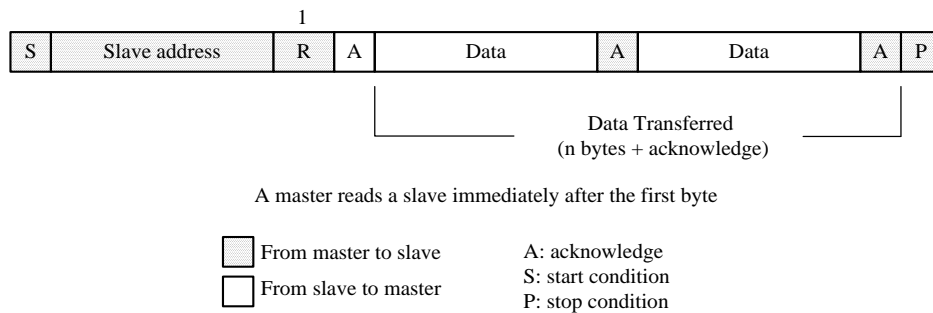 1
S Slave address R A Data A Data A P
Data Transferred
(n bytes + acknowledge)
A master reads a slave immediately after the first byte
From master to slave
From slave to master
A: acknowledge
S: start condition
P: stop condition